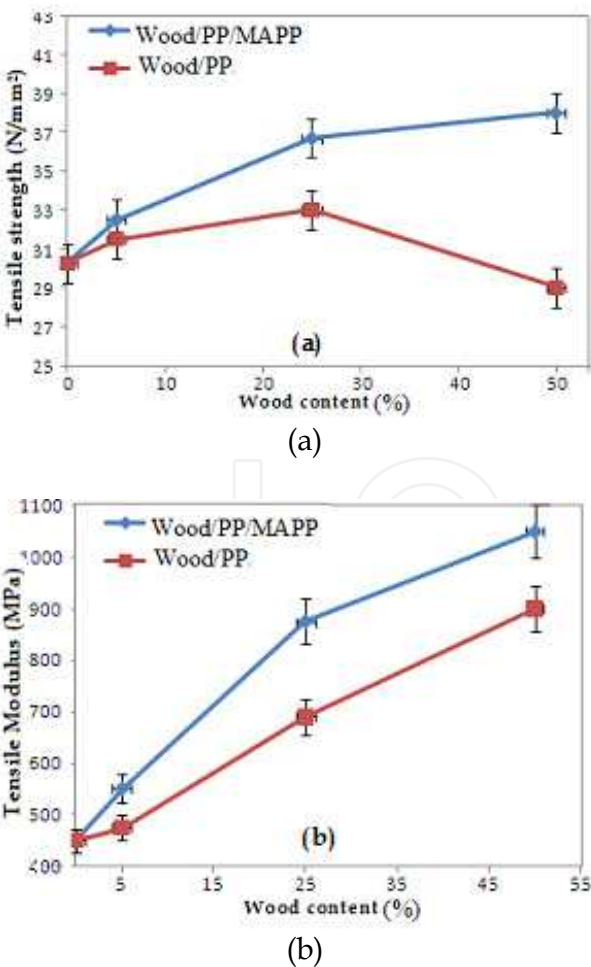 43
41
39
37
35
33
31
29
27
25
Tensile strength (N/mm²)
Wood/PP/MAPP
Wood/PP
(a)
0 10 20 30 40 50
Wood content (%)
(a)
1100
1000
900
800
700
600
500
400
Tensile Modulus (MPa)
Wood/PP/MAPP
Wood/PP
(b)
5 15 25 35 45 55
Wood content (%)
(b)